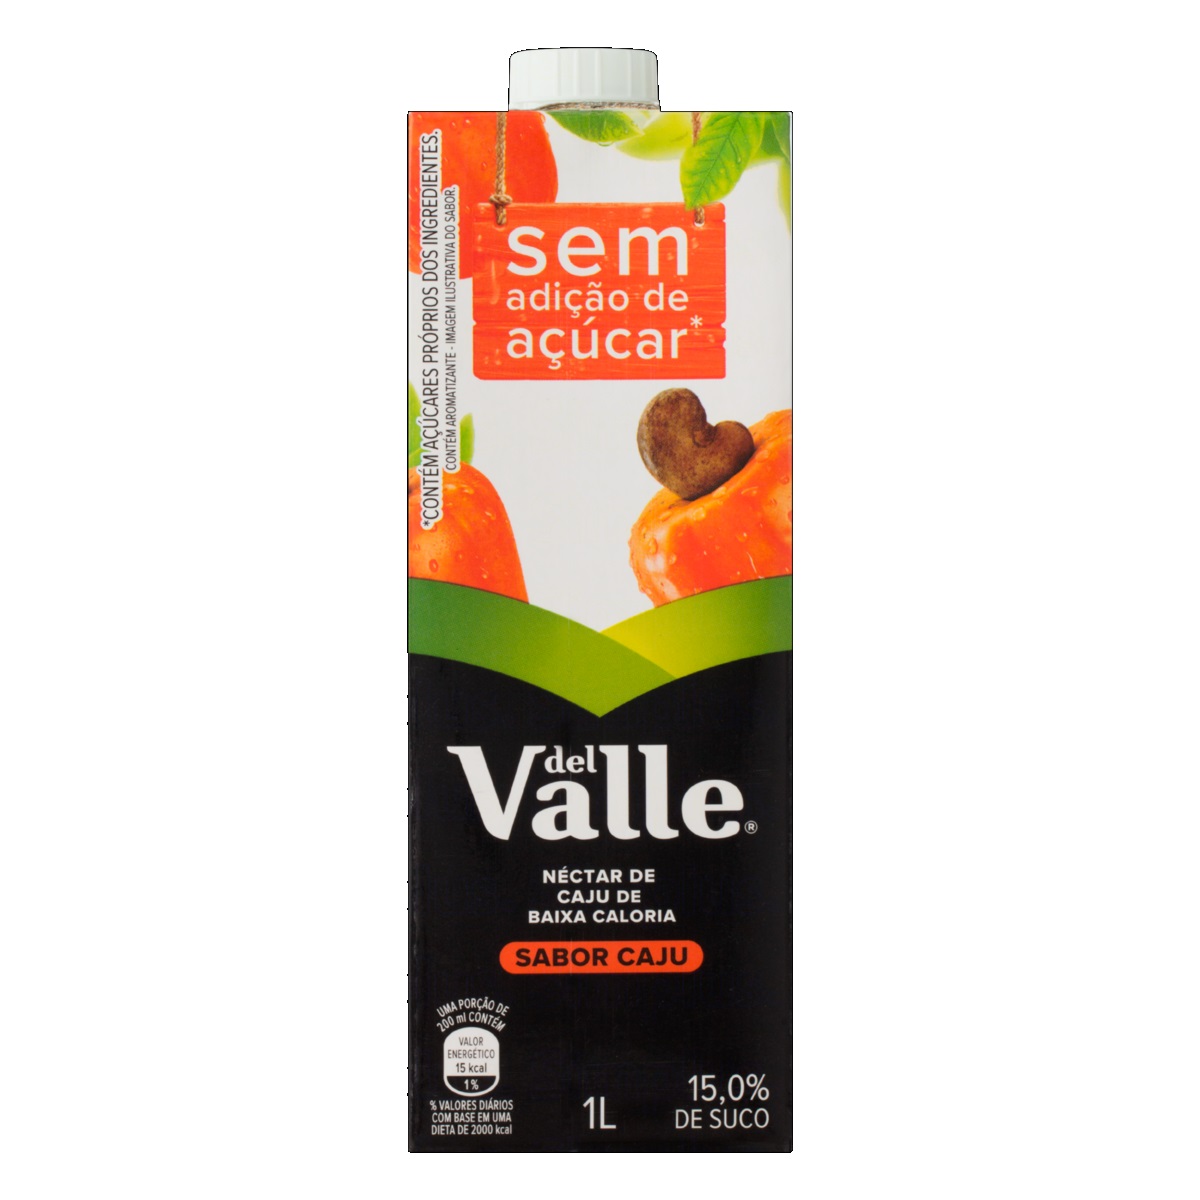 *CONTÉM AÇÚCARES PRÓPRIOS DOS INGREDIENTES.
CONTÉM AROMATIZANTE - IMAGEM ILUSTRATIVA DO SABOR.
sem
adição de
açúcar*
del
Valle®
NÉCTAR DE
CAJU DE
BAIXA CALORIA
SABOR CAJU
UMA PORÇÃO DE
200 ml CONTÉM
VALOR
ENERGÉTICO
15 kcal
1%
% VALORES DIÁRIOS
COM BASE EM UMA
DIETA DE 2000 kcal
1L
15,0%
DE SUCO